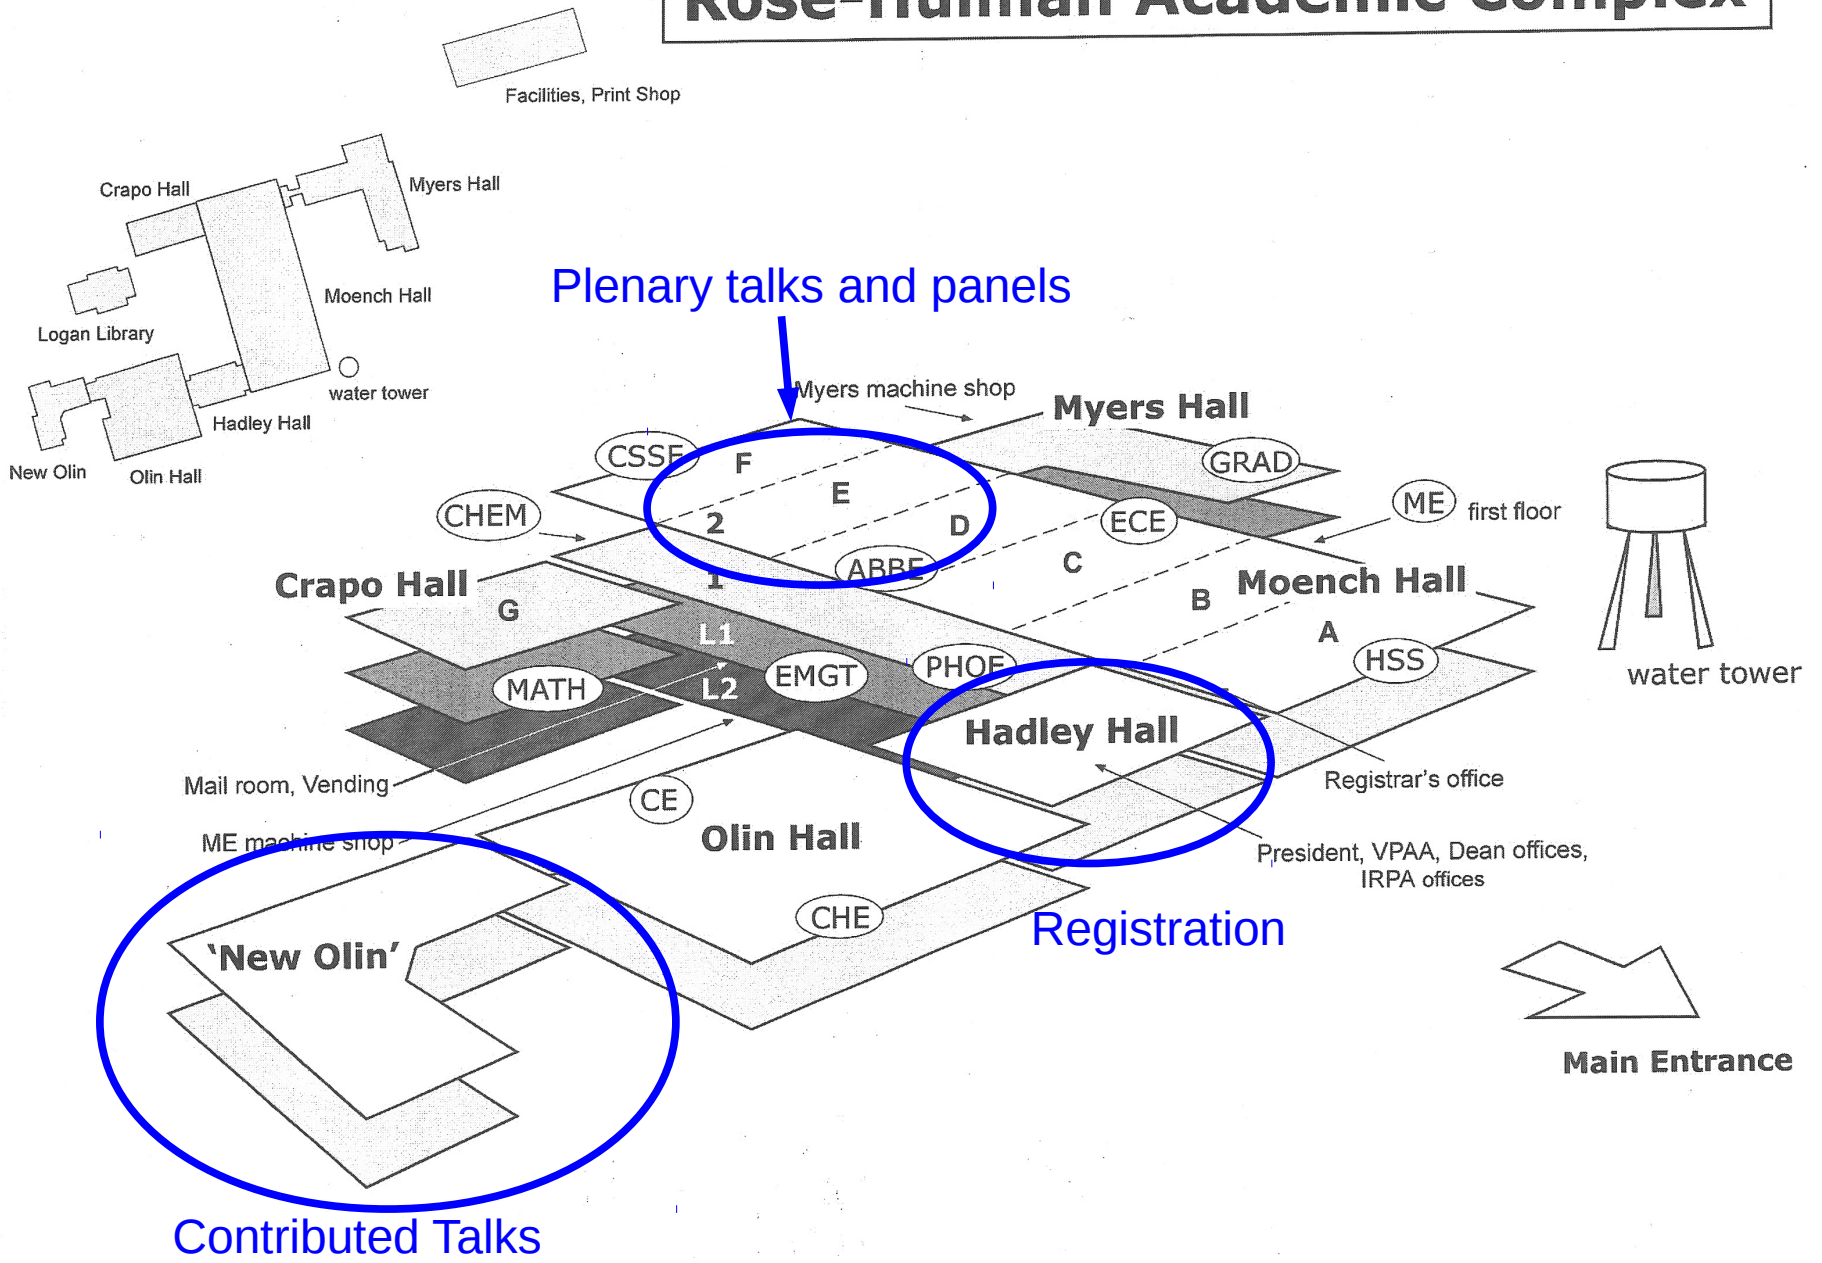 Rose-Hulman Academic Complex
Facilities, Print Shop
Crapo Hall
Myers Hall
Moench Hall
Logan Library
water tower
Hadley Hall
New Olin
Olin Hall
Plenary talks and panels
Myers machine shop
Myers Hall
CSSE
F
GRAD
E
CHEM
2
D
ECE
ME
first floor
ABBE
C
1
Crapo Hall
G
B
Moench Hall
A
L1
PHOE
HSS
MATH
EMGT
L2
water tower
Hadley Hall
Mail room, Vending
Registrar's office
CE
ME machine shop
Olin Hall
President, VPAA, Dean offices,
IRPA offices
CHE
Registration
‘New Olin’
Main Entrance
Contributed Talks